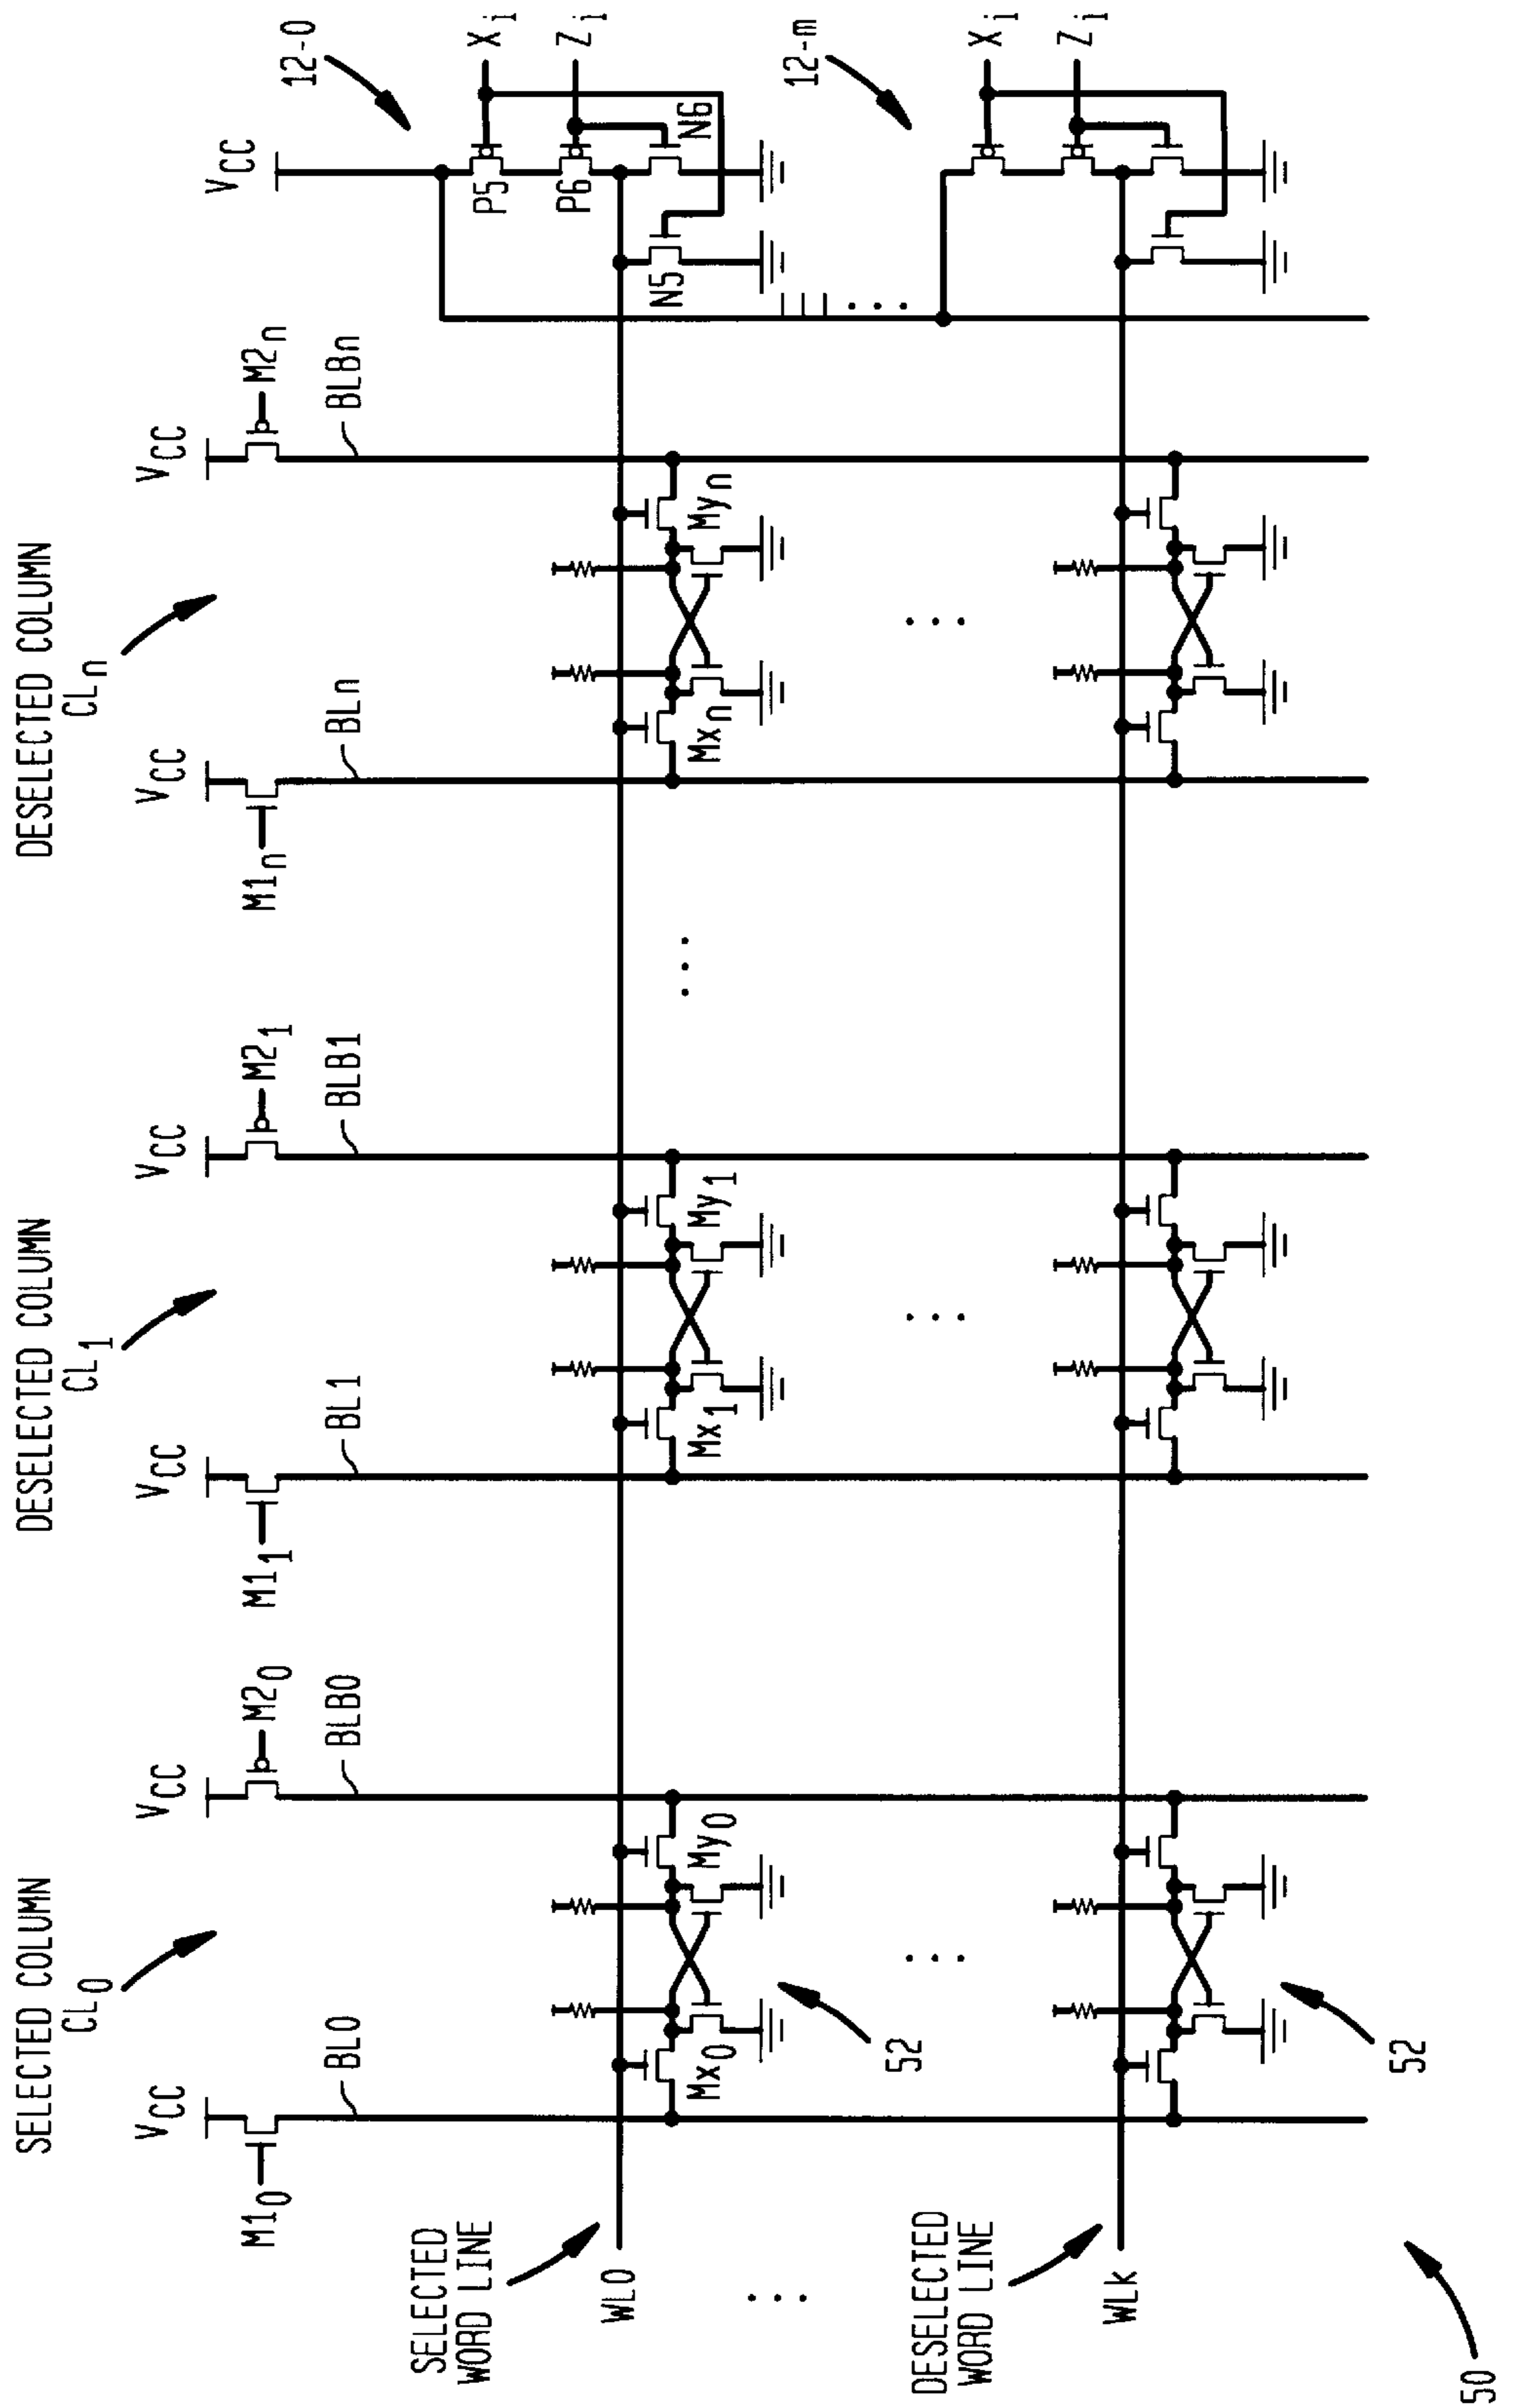 SELECTED COLUMN
CL0
DESELECTED COLUMN
CL1
DESELECTED COLUMN
CLn
VCC
VCC
VCC
VCC
VCC
VCC
VCC
M10
M20
M11
M21
M1n
M2n
BL0
BLB0
BL1
BLB1
BLn
BLBn
12-0
P5
Xi
P6
Zi
N5
N6
SELECTED
WORD LINE
WL0
Mx0
My0
Mx1
My1
Mxn
Myn
52
...
...
...
...
...
...
12-m
Xi
Zi
DESELECTED
WORD LINE
WLk
52
50